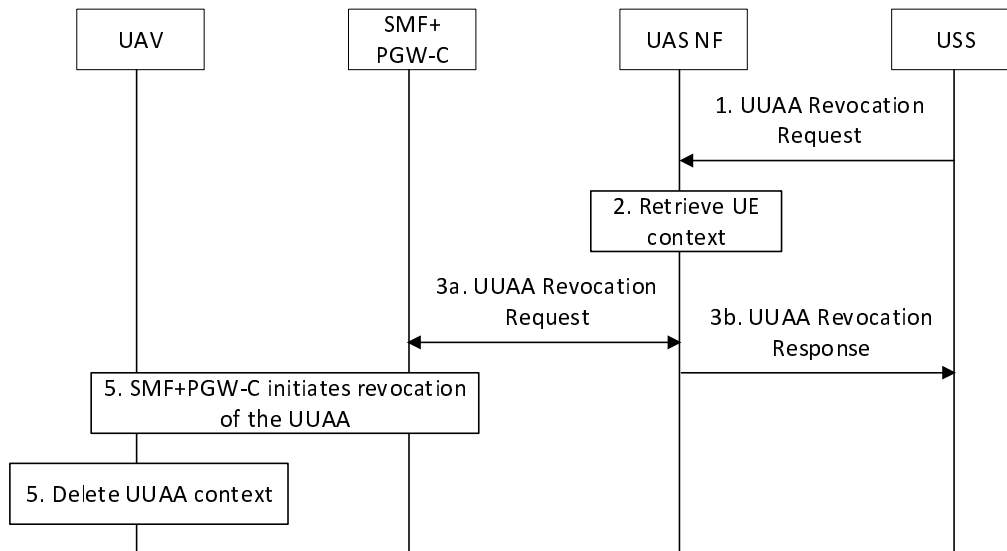 UAV
SMF+
PGW-C
UAS NF
USS
1. UUAA Revocation
Request
2. Retrieve UE
context
3a. UUAA Revocation
Request
3b. UUAA Revocation
Response
5. SMF+PGW-C initiates revocation
of the UUAA
5. Delete UUAA context